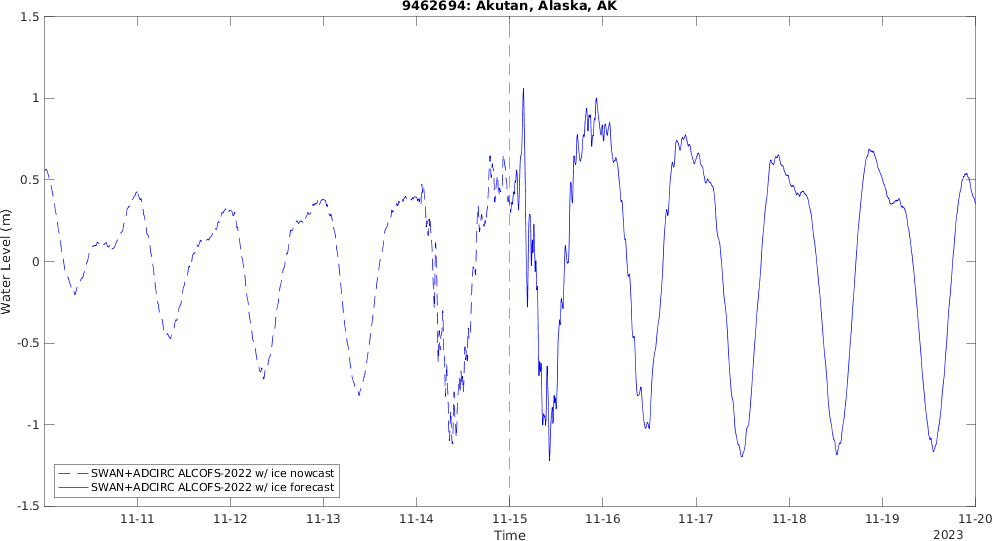 9462694: Akutan, Alaska, AK
Water Level (m)
1.5
1
0.5
0
-0.5
-1
-1.5
SWAN+ADCIRC ALCOFS-2022 w/ ice nowcast
SWAN+ADCIRC ALCOFS-2022 w/ ice forecast
11-11 11-12 11-13 11-14 11-15 11-16 11-17 11-18 11-19 11-20
Time
2023